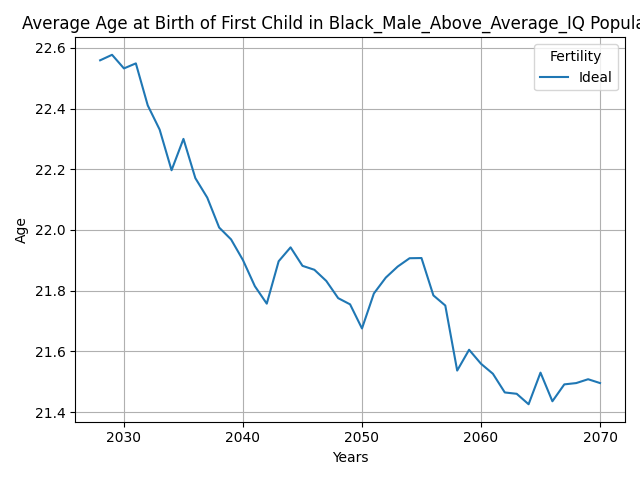 Average Age at Birth of First Child in Black_Male_Above_Average_IQ Popula
Fertility
Ideal
22.6
22.4
22.2
22.0
21.8
21.6
21.4
Age
2030 2040 2050 2060 2070
Years